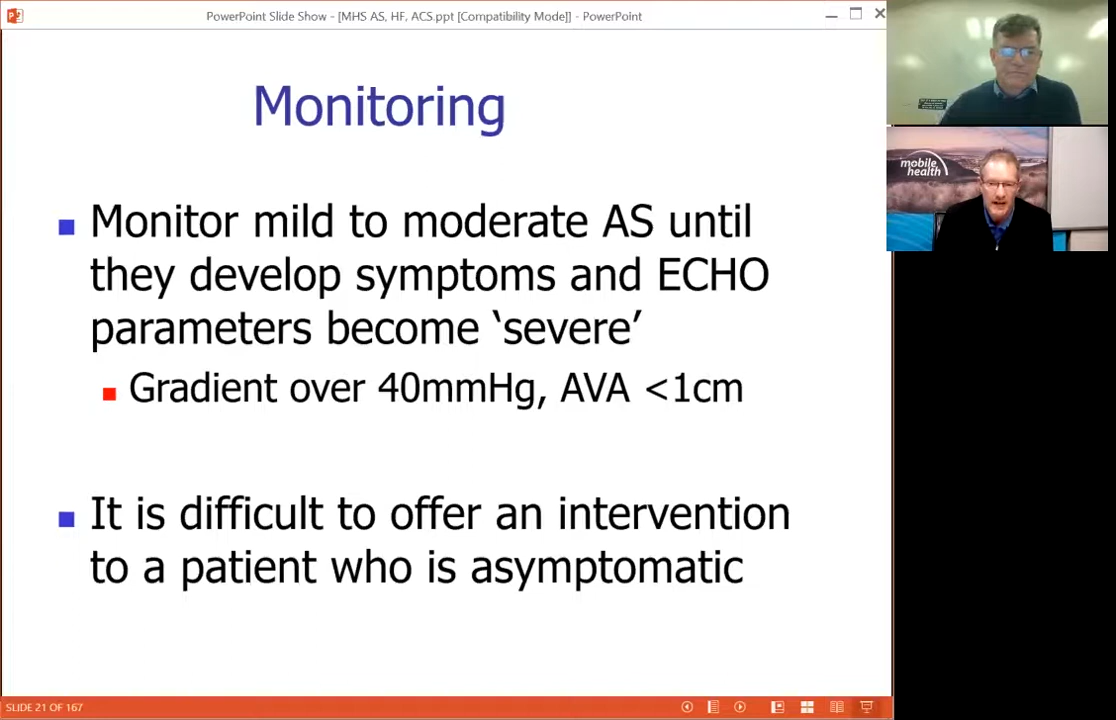 PowerPoint Slide Show - [MHS AS, HF, ACS.ppt [Compatibility Mode]] - PowerPoint
Monitoring
Monitor mild to moderate AS until
they develop symptoms and ECHO
parameters become ‘severe’
Gradient over 40mmHg, AVA <1cm
It is difficult to offer an intervention
to a patient who is asymptomatic
mobile
health
SLIDE 21 OF 167